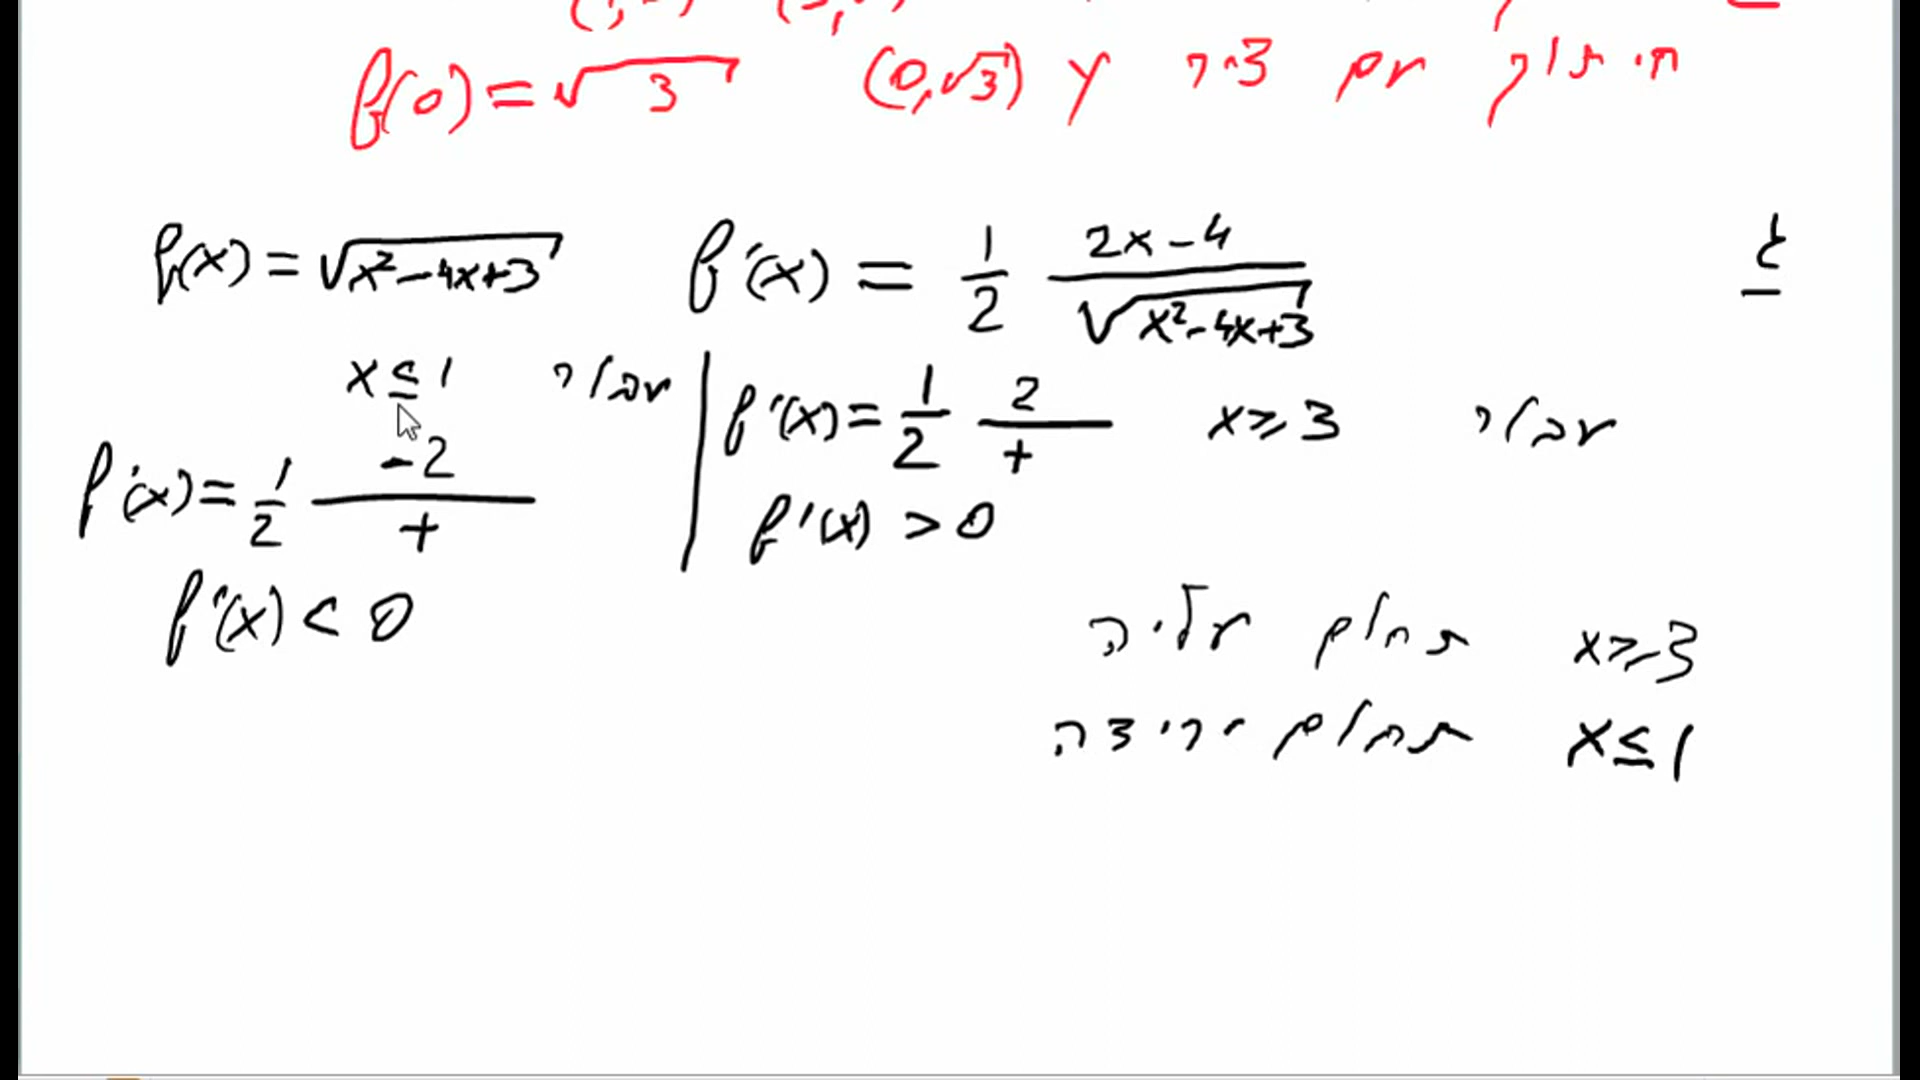 חיתוך עם ציר y (0,√3) f(0)=√3
f(x)=√x²-4x+3 f'(x)=1/2 2x-4/√x²-4x+3
עבור x≤1
עבור x≥3 f'(x)=1/2 2/+
f'(x)=1/2 -2/+
f'(x)>0
f'(x)<0
x≥3 תחום עליה
x≤1 תחום ירידה